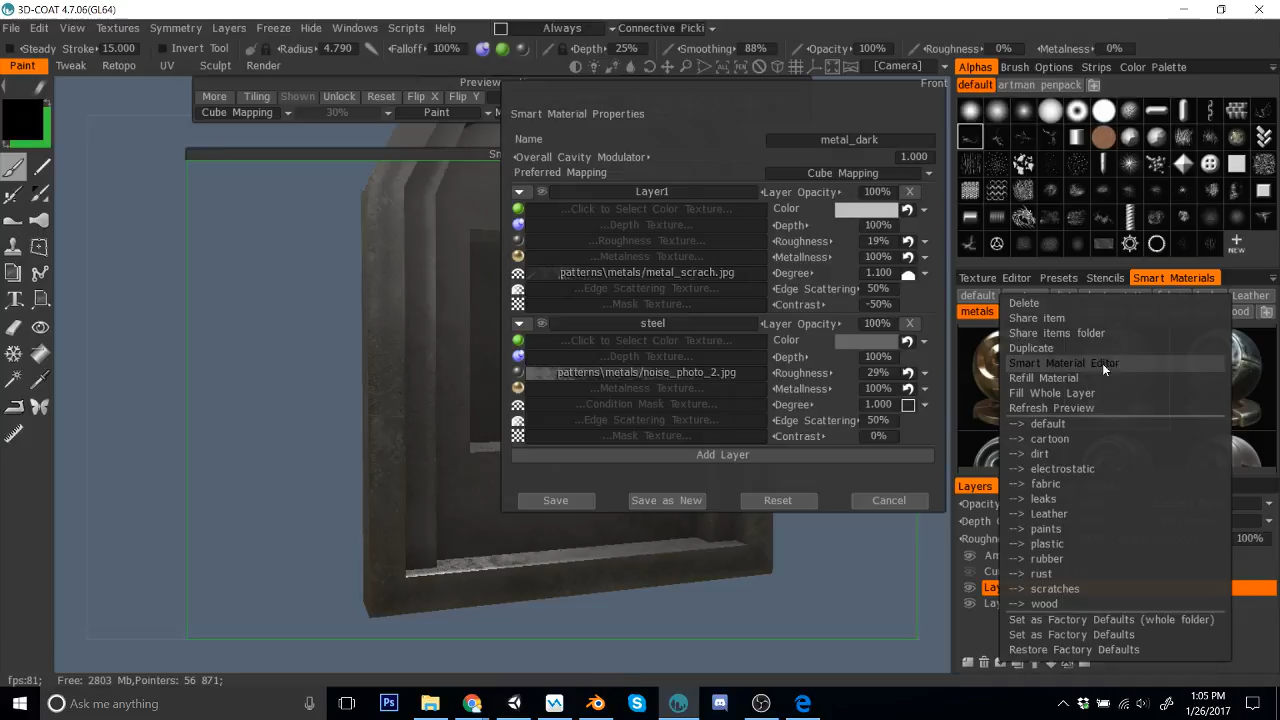 3D-COAT 4.7.06(GL64)
File Edit View Textures Symmetry Layers Freeze Hide Windows Scripts Help Always Connective Picki
Steady Stroke 15.000 Invert Tool Radius 4.790 Falloff 100% Depth 25% Smoothing 88% Opacity 100% Roughness 0% Metalness 0%
Paint Tweak Retopo UV Sculpt Render [Camera] Alphas Brush Options Strips Color Palette
Preview
More Tiling Shown Unlock Reset Flip X Flip Y Front default artman penpack
Cube Mapping 30% Paint
Smart Material Properties
Name metal_dark
Overall Cavity Modulator 1.000
Preferred Mapping Cube Mapping
Layer1 Layer Opacity 100% X
...Click to Select Color Texture... Color
...Depth Texture... Depth 100%
...Roughness Texture... Roughness 19%
...Metalness Texture... Metallness 100%
patterns\metals/metal_scrach.jpg Degree 1.100
...Edge Scattering Texture... Edge Scattering 50%
...Mask Texture... Contrast -50%
steel Layer Opacity 100% X
...Click to Select Color Texture... Color
...Depth Texture... Depth 100%
patterns\metals/noise_photo_2.jpg Roughness 29%
...Metalness Texture... Metallness 100%
...Condition Mask Texture... Degree 1.000
...Edge Scattering Texture... Edge Scattering 50%
...Mask Texture... Contrast 0%
Add Layer
Save Save as New Reset Cancel
NEW
Texture Editor Presets Stencils Smart Materials
default Leather
metals
Delete
Share item
Share items folder
Duplicate
Smart Material Editor
Refill Material
Fill Whole Layer
Refresh Preview
--> default
--> cartoon
--> dirt
--> electrostatic
--> fabric
--> leaks
--> Leather
--> paints
--> plastic
--> rubber
--> rust
--> scratches
--> wood
Set as Factory Defaults (whole folder)
Set as Factory Defaults
Restore Factory Defaults
Layers
Opacity
Depth
Roughness 100%
fps:81; Free: 2803 Mb,Pointers: 56 871;
Ask me anything
1:05 PM
1/26/2017